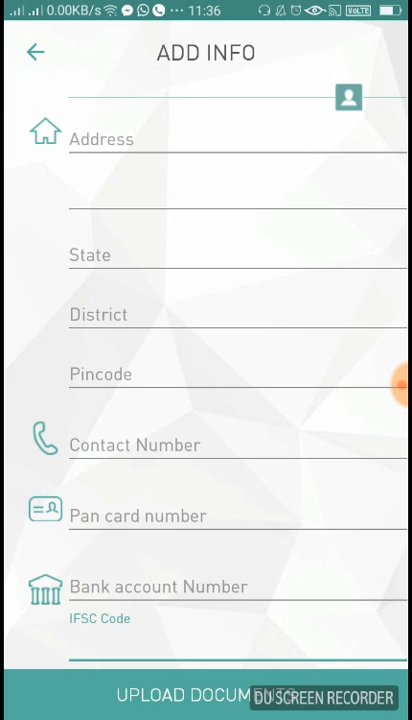 0.00KB/s 11:36 VoLTE
ADD INFO
Address
State
District
Pincode
Contact Number
Pan card number
Bank account Number
IFSC Code
UPLOAD DOCUMENTS
DU SCREEN RECORDER